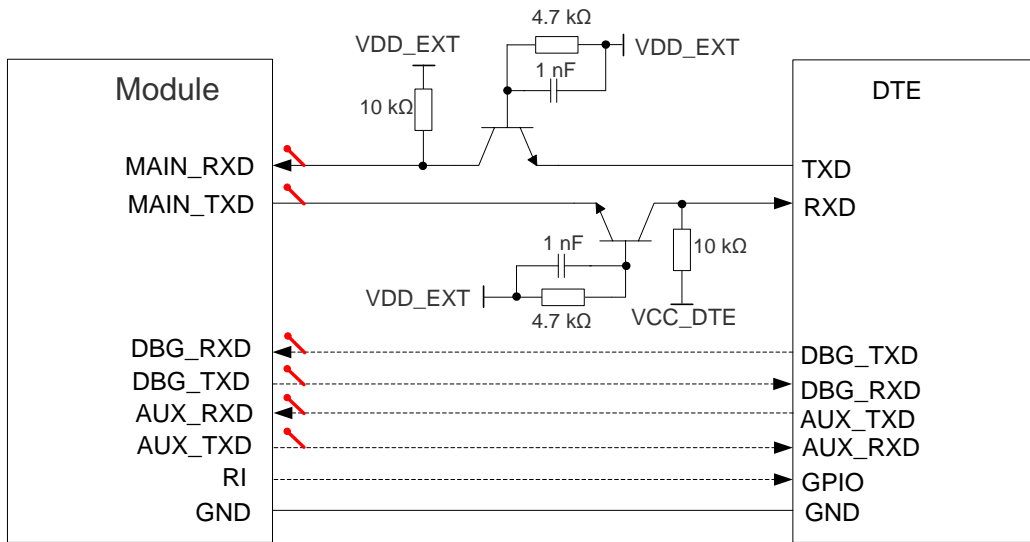 4.7 kΩ
VDD_EXT
VDD_EXT
1 nF
Module
DTE
10 kΩ
MAIN_RXD
TXD
MAIN_TXD
RXD
1 nF
10 kΩ
VDD_EXT
4.7 kΩ
VCC_DTE
DBG_RXD
DBG_TXD
DBG_TXD
DBG_RXD
AUX_RXD
AUX_TXD
AUX_TXD
AUX_RXD
RI
GPIO
GND
GND